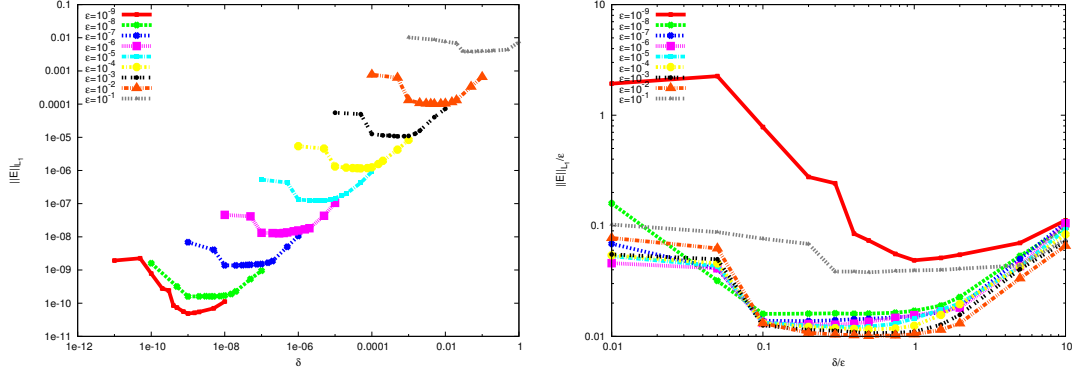 ε=10⁻⁹
ε=10⁻⁸
ε=10⁻⁷
ε=10⁻⁶
ε=10⁻⁵
ε=10⁻⁴
ε=10⁻³
ε=10⁻²
ε=10⁻¹
0.1
0.01
0.001
0.0001
1e-05
1e-06
1e-07
1e-08
1e-09
1e-10
1e-11
||E||L₁
1e-12
1e-10
1e-08
1e-06
0.0001
0.01
1
δ
ε=10⁻⁹
ε=10⁻⁸
ε=10⁻⁷
ε=10⁻⁶
ε=10⁻⁵
ε=10⁻⁴
ε=10⁻³
ε=10⁻²
ε=10⁻¹
10
1
0.1
0.01
||E||L₁/ε
0.01
0.1
1
10
δ/ε